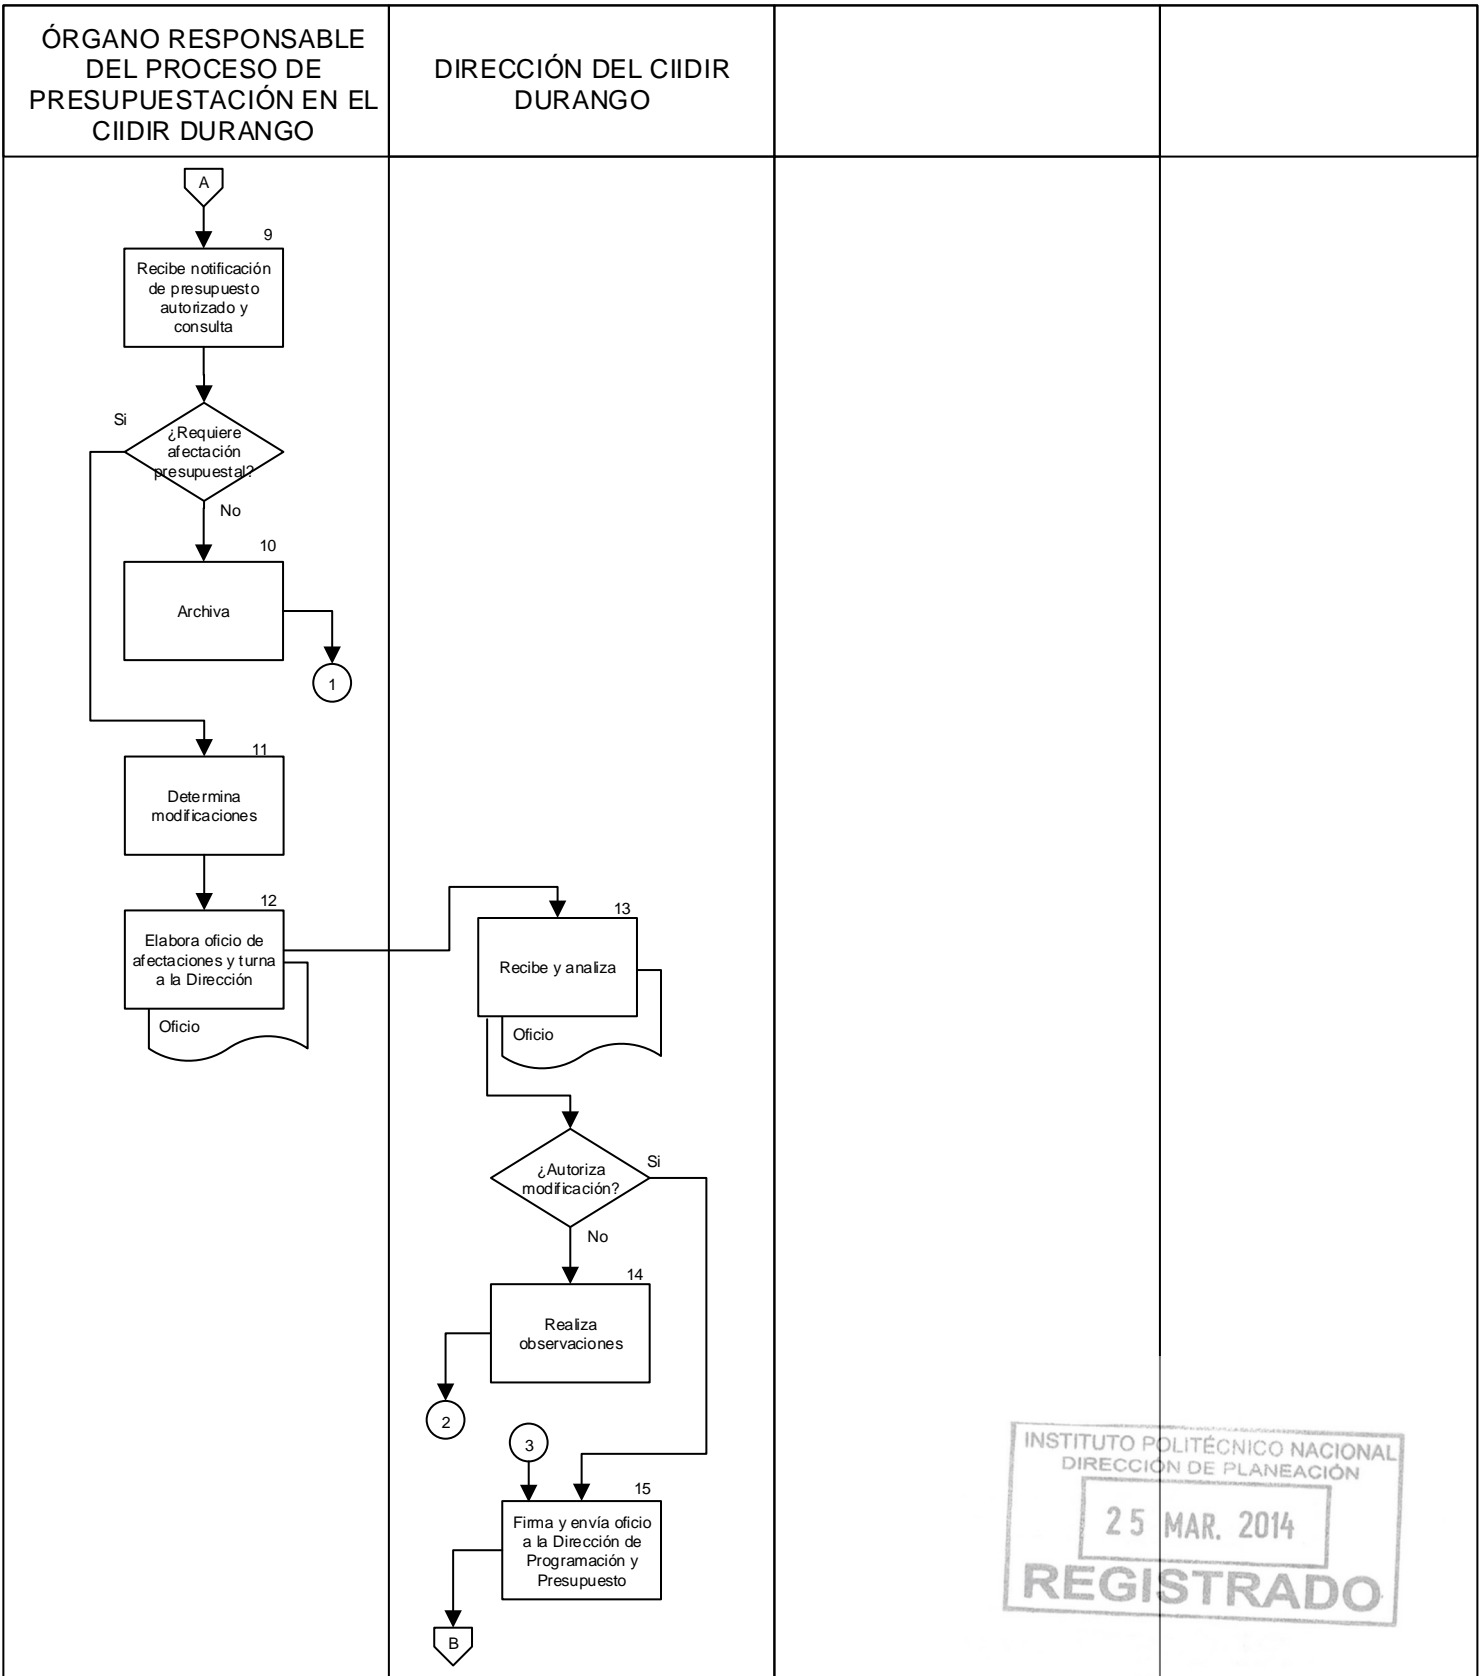 ÓRGANO RESPONSABLE
DEL PROCESO DE
PRESUPUESTACIÓN EN EL
CIIDIR DURANGO
DIRECCIÓN DEL CIIDIR
DURANGO
A
9
Recibe notificación
de presupuesto
autorizado y
consulta
Si
¿Requiere
afectación
presupuestal?
No
10
Archiva
1
11
Determina
modificaciones
12
Elabora oficio de
afectaciones y turna
a la Dirección
Oficio
13
Recibe y analiza
Oficio
¿Autoriza
modificación?
Si
No
14
Realiza
observaciones
2
3
15
Firma y envía oficio
a la Dirección de
Programación y
Presupuesto
B
INSTITUTO POLITÉCNICO NACIONAL
DIRECCIÓN DE PLANEACIÓN
25 MAR. 2014
REGISTRADO